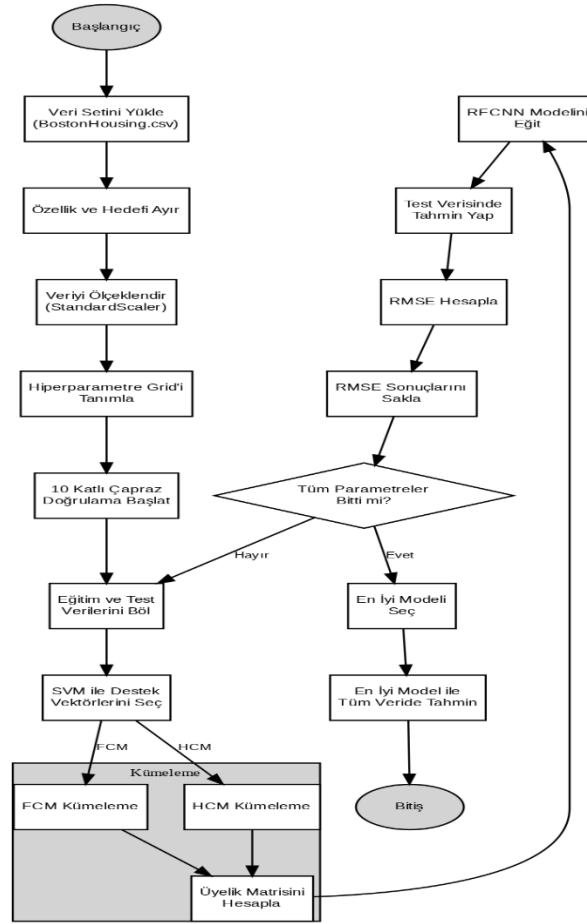 Başlangıç
Veri Setini Yükle
(BostonHousing.csv)
Özellik ve Hedefi Ayır
Veriyi Ölçeklendir
(StandardScaler)
Hiperparametre Grid'i
Tanımla
10 Katlı Çapraz
Doğrulama Başlat
Eğitim ve Test
Verilerini Böl
SVM ile Destek
Vektörlerini Seç
FCM
HCM
Kümeleme
FCM Kümeleme
HCM Kümeleme
Üyelik Matrisini
Hesapla
RFCNN Modelini
Eğit
Test Verisinde
Tahmin Yap
RMSE Hesapla
RMSE Sonuçlarını
Sakla
Tüm Parametreler
Bitti mi?
Hayır
Evet
En İyi Modeli
Seç
En İyi Model ile
Tüm Veride Tahmin
Bitiş